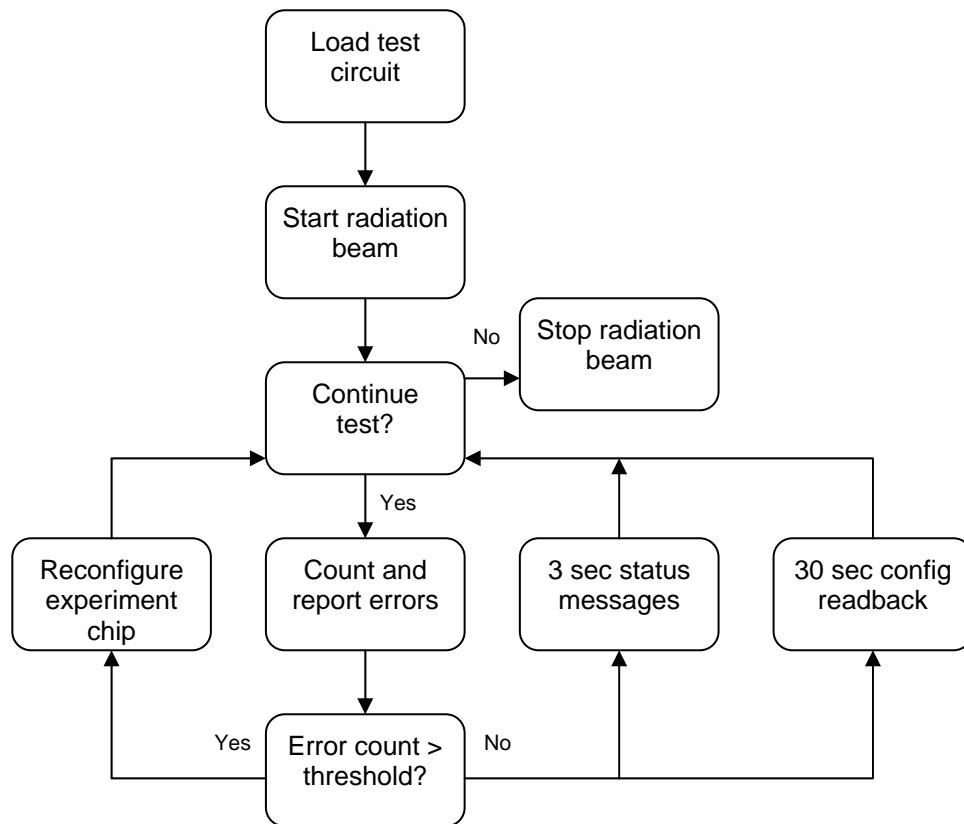 Load test
circuit
Start radiation
beam
No
Stop radiation
beam
Continue
test?
Yes
Reconfigure
experiment
chip
Count and
report errors
3 sec status
messages
30 sec config
readback
Yes
Error count >
threshold?
No